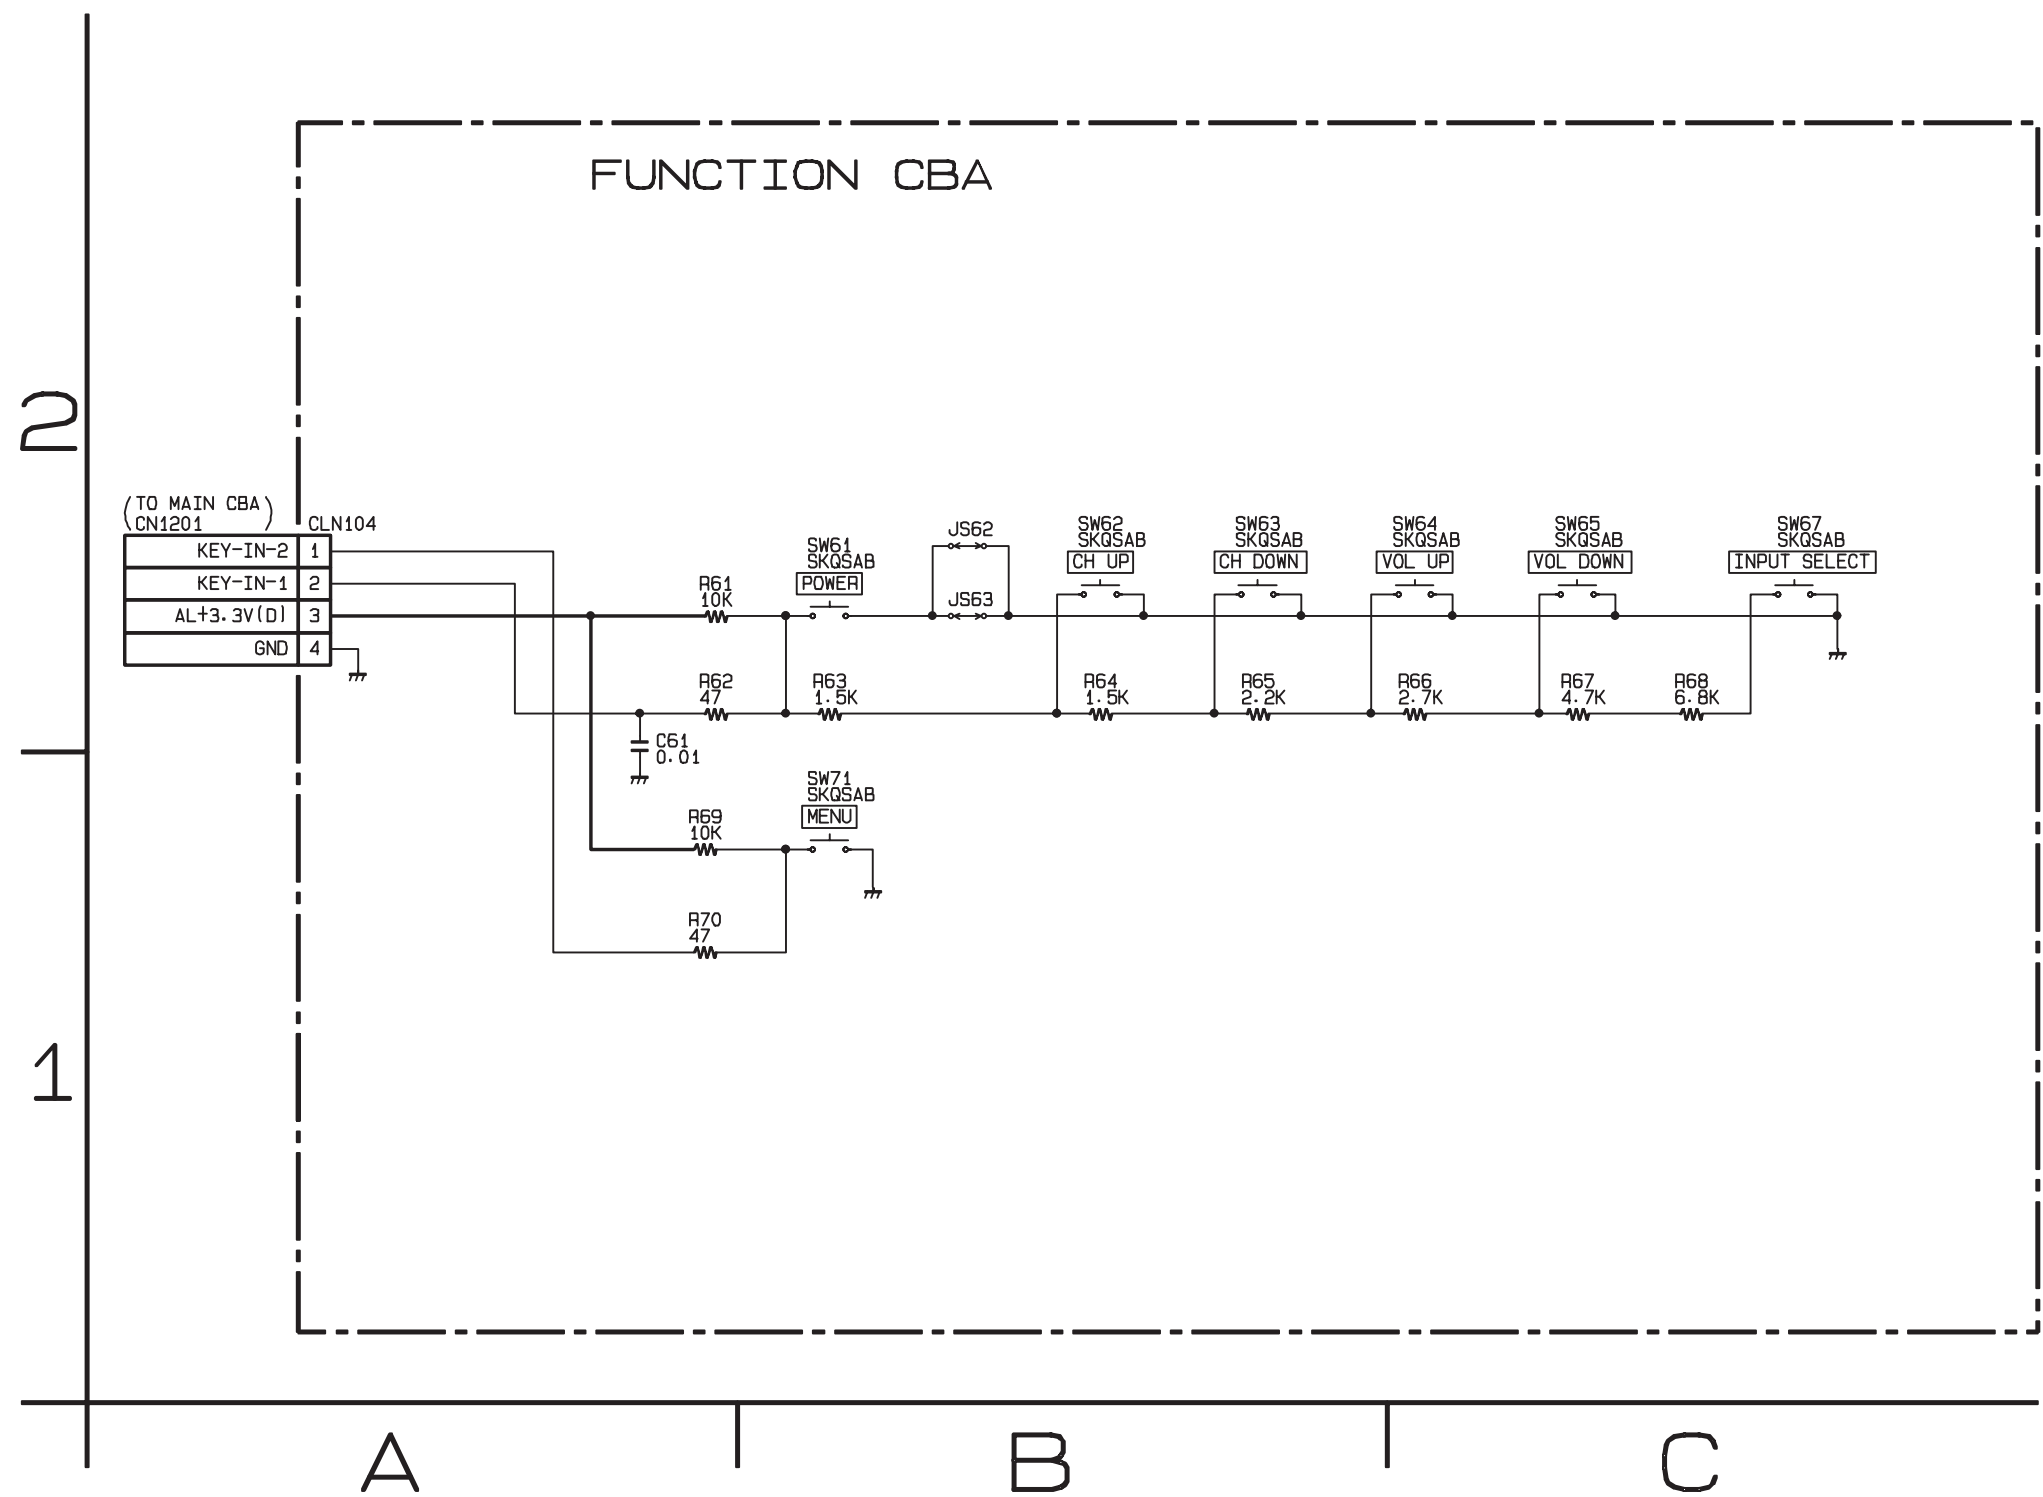 FUNCTION CBA
2
(TO MAIN CBA)
CN1201
CLN104
KEY-IN-2 1
KEY-IN-1 2
AL+3.3V(D) 3
GND 4
R61
10K
SW61
SKQSAB
POWER
JS62
JS63
SW62
SKQSAB
CH UP
SW63
SKQSAB
CH DOWN
SW64
SKQSAB
VOL UP
SW65
SKQSAB
VOL DOWN
SW67
SKQSAB
INPUT SELECT
R62
47
R63
1.5K
R64
1.5K
R65
2.2K
R66
2.7K
R67
4.7K
R68
6.8K
C61
0.01
SW71
SKQSAB
MENU
R69
10K
R70
47
1
A B C